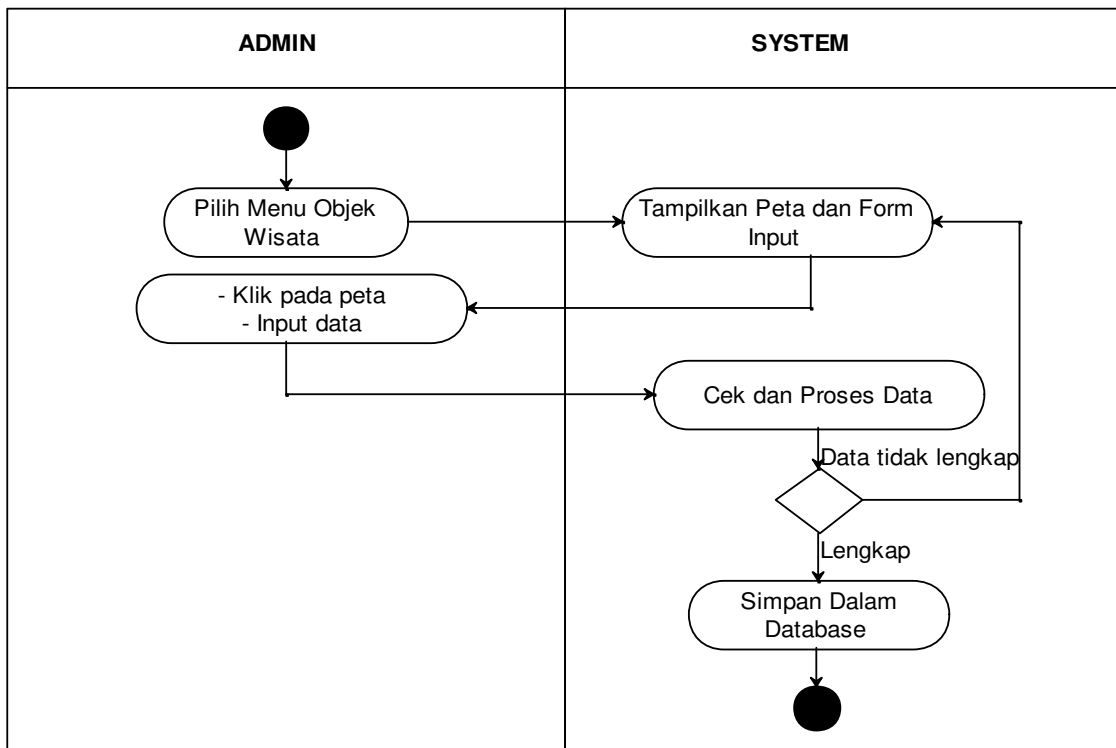 ADMIN
SYSTEM
Pilih Menu Objek
Wisata
Tampilkan Peta dan Form
Input
- Klik pada peta
- Input data
Cek dan Proses Data
Data tidak lengkap
Lengkap
Simpan Dalam
Database